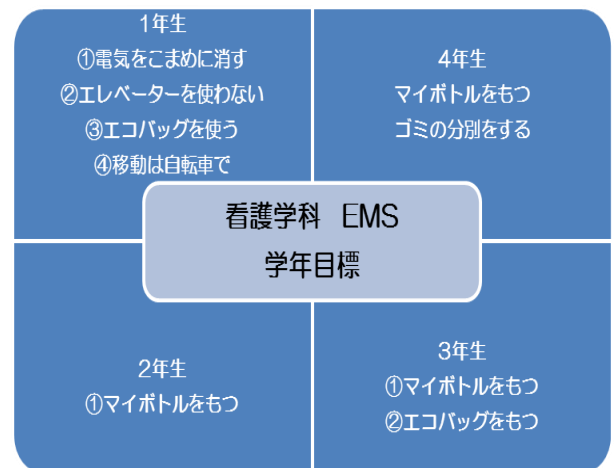 1年生
①電気をこまめに消す
②エレベーターを使わない
③エコバッグを使う
④移動は自転車で
4年生
マイボトルをもつ
ゴミの分別をする
看護学科　EMS
学年目標
2年生
①マイボトルをもつ
3年生
①マイボトルをもつ
②エコバッグをもつ